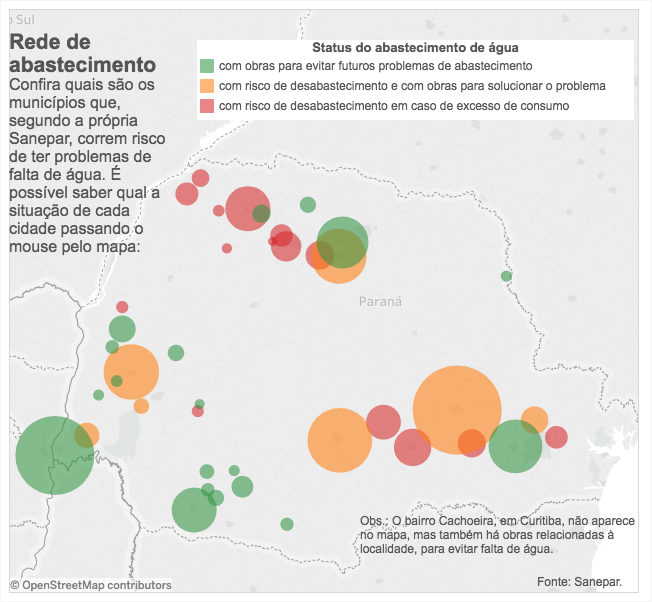 o Sul
Rede de
abastecimento
Confira quais são os
municípios que,
segundo a própria
Sanepar, correm risco
de ter problemas de
falta de água. É
possível saber qual a
situação de cada
cidade passando o
mouse pelo mapa:
Status do abastecimento de água
com obras para evitar futuros problemas de abastecimento
com risco de desabastecimento e com obras para solucionar o problema
com risco de desabastecimento em caso de excesso de consumo
Paraná
Obs.: O bairro Cachoeira, em Curitiba, não aparece
no mapa, mas também há obras relacionadas à
localidade, para evitar falta de água.
© OpenStreetMap contributors
Fonte: Sanepar.